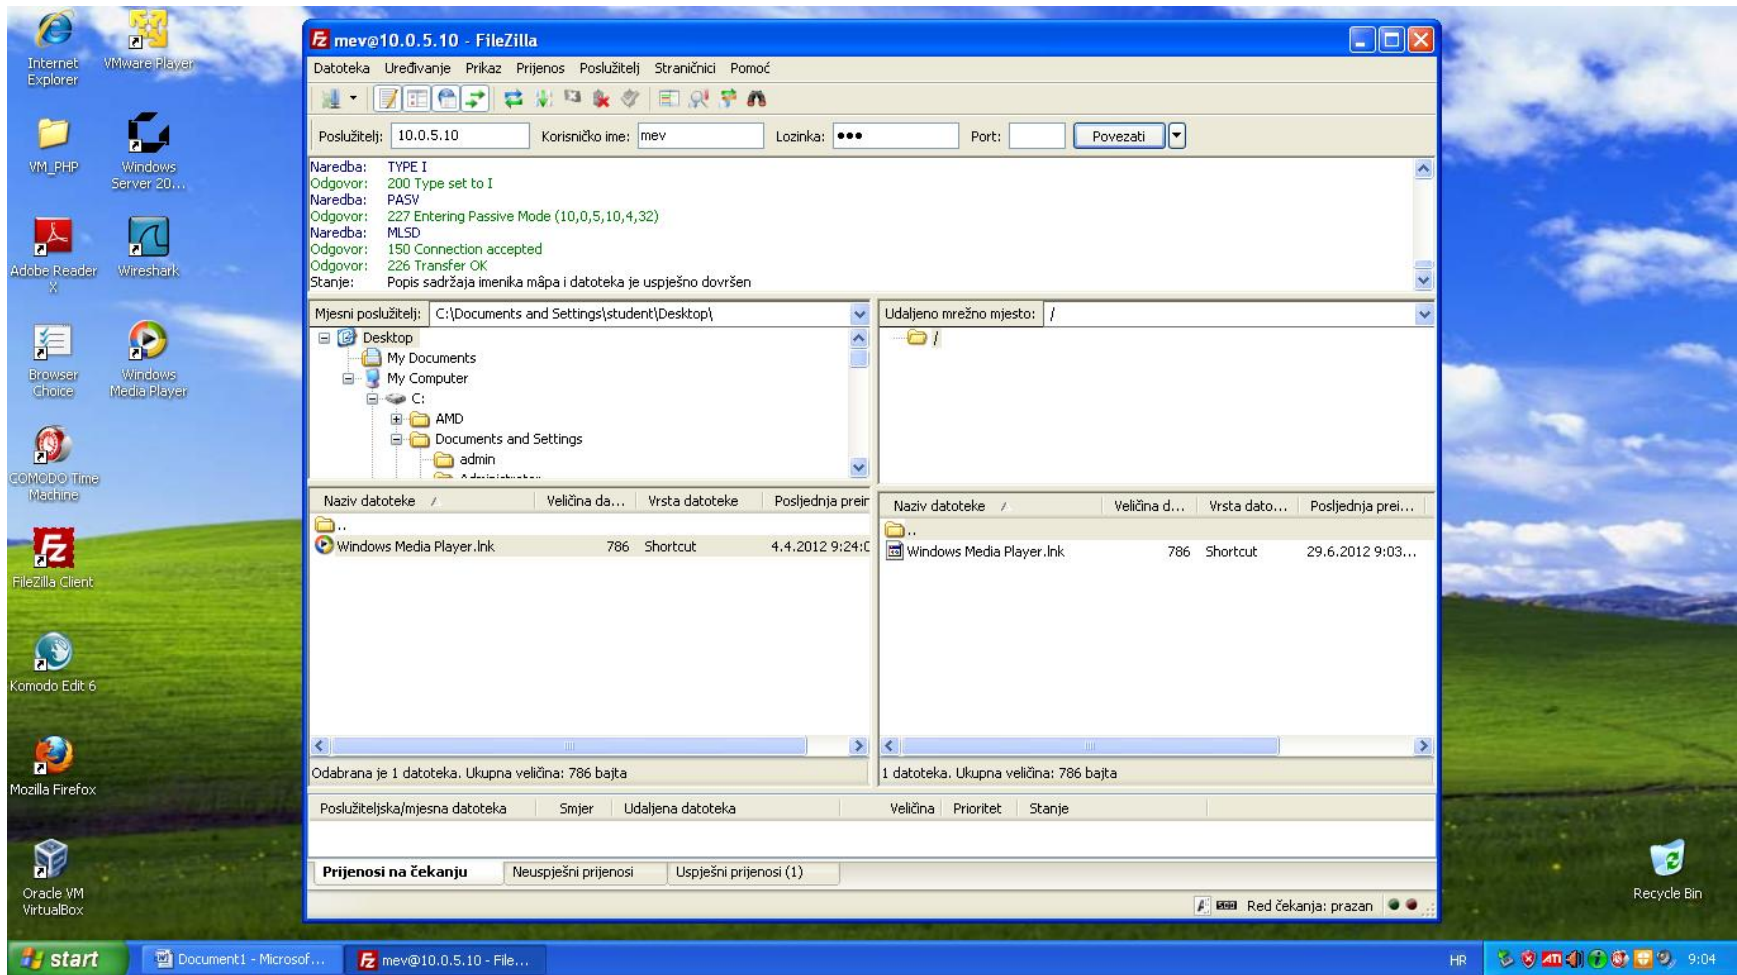 Internet Explorer
VMware Player
VM_PHP
Windows Server 20...
Adobe Reader X
Wireshark
Browser Choice
Windows Media Player
COMODO Time Machine
FileZilla Client
Komodo Edit 6
Mozilla Firefox
Oracle VM VirtualBox
Recycle Bin
mev@10.0.5.10 - FileZilla
Datoteka Uređivanje Prikaz Prijenos Poslužitelj Straničnici Pomoć
Poslužitelj: 10.0.5.10 Korisničko ime: mev Lozinka: ●●● Port: Povezati
Naredba: TYPE I
Odgovor: 200 Type set to I
Naredba: PASV
Odgovor: 227 Entering Passive Mode (10,0,5,10,4,32)
Naredba: MLSD
Odgovor: 150 Connection accepted
Odgovor: 226 Transfer OK
Stanje: Popis sadržaja imenika mâpa i datoteka je uspješno dovršen
Mjesni poslužitelj: C:\Documents and Settings\student\Desktop\
Desktop
My Documents
My Computer
C:
AMD
Documents and Settings
admin
Udaljeno mrežno mjesto: /
/
Naziv datoteke / Veličina da... Vrsta datoteke Posljednja preir
..
Windows Media Player.lnk 786 Shortcut 4.4.2012 9:24:0
Odabrana je 1 datoteka. Ukupna veličina: 786 bajta
Naziv datoteke / Veličina d... Vrsta dato... Posljednja prei...
..
Windows Media Player.lnk 786 Shortcut 29.6.2012 9:03...
1 datoteka. Ukupna veličina: 786 bajta
Poslužiteljska/mjesna datoteka Smjer Udaljena datoteka Veličina Prioritet Stanje
Prijenosi na čekanju Neuspješni prijenosi Uspješni prijenosi (1)
Red čekanja: prazan
start Document1 - Microsof... mev@10.0.5.10 - File... HR ATI 9:04